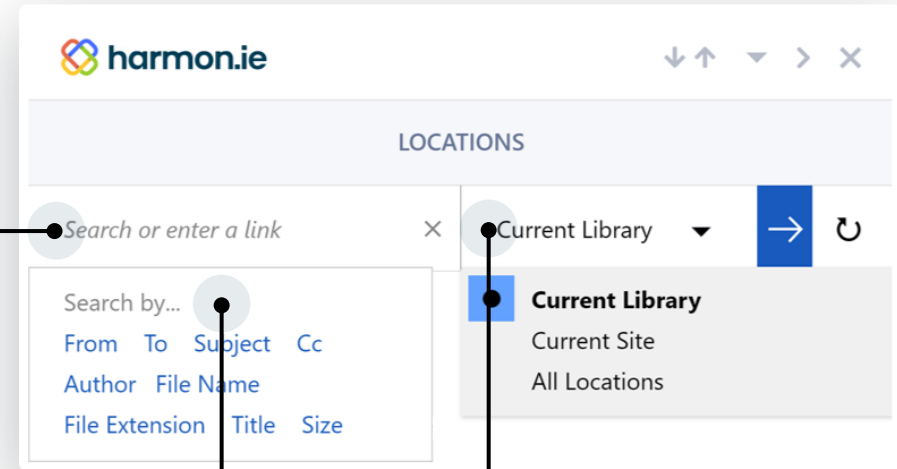 harmon.ie
LOCATIONS
Search or enter a link
Current Library
Search by...
From To Subject Cc
Author File Name
File Extension Title Size
Current Library
Current Site
All Locations